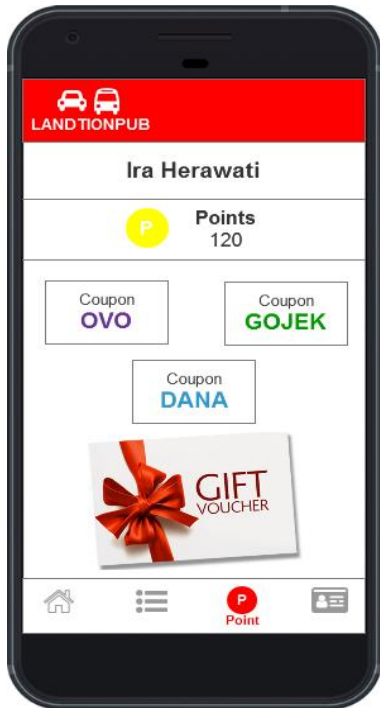 LANDTIONPUB
Ira Herawati
P
Points
120
Coupon
OVO
Coupon
GOJEK
Coupon
DANA
GIFT
VOUCHER
P
Point